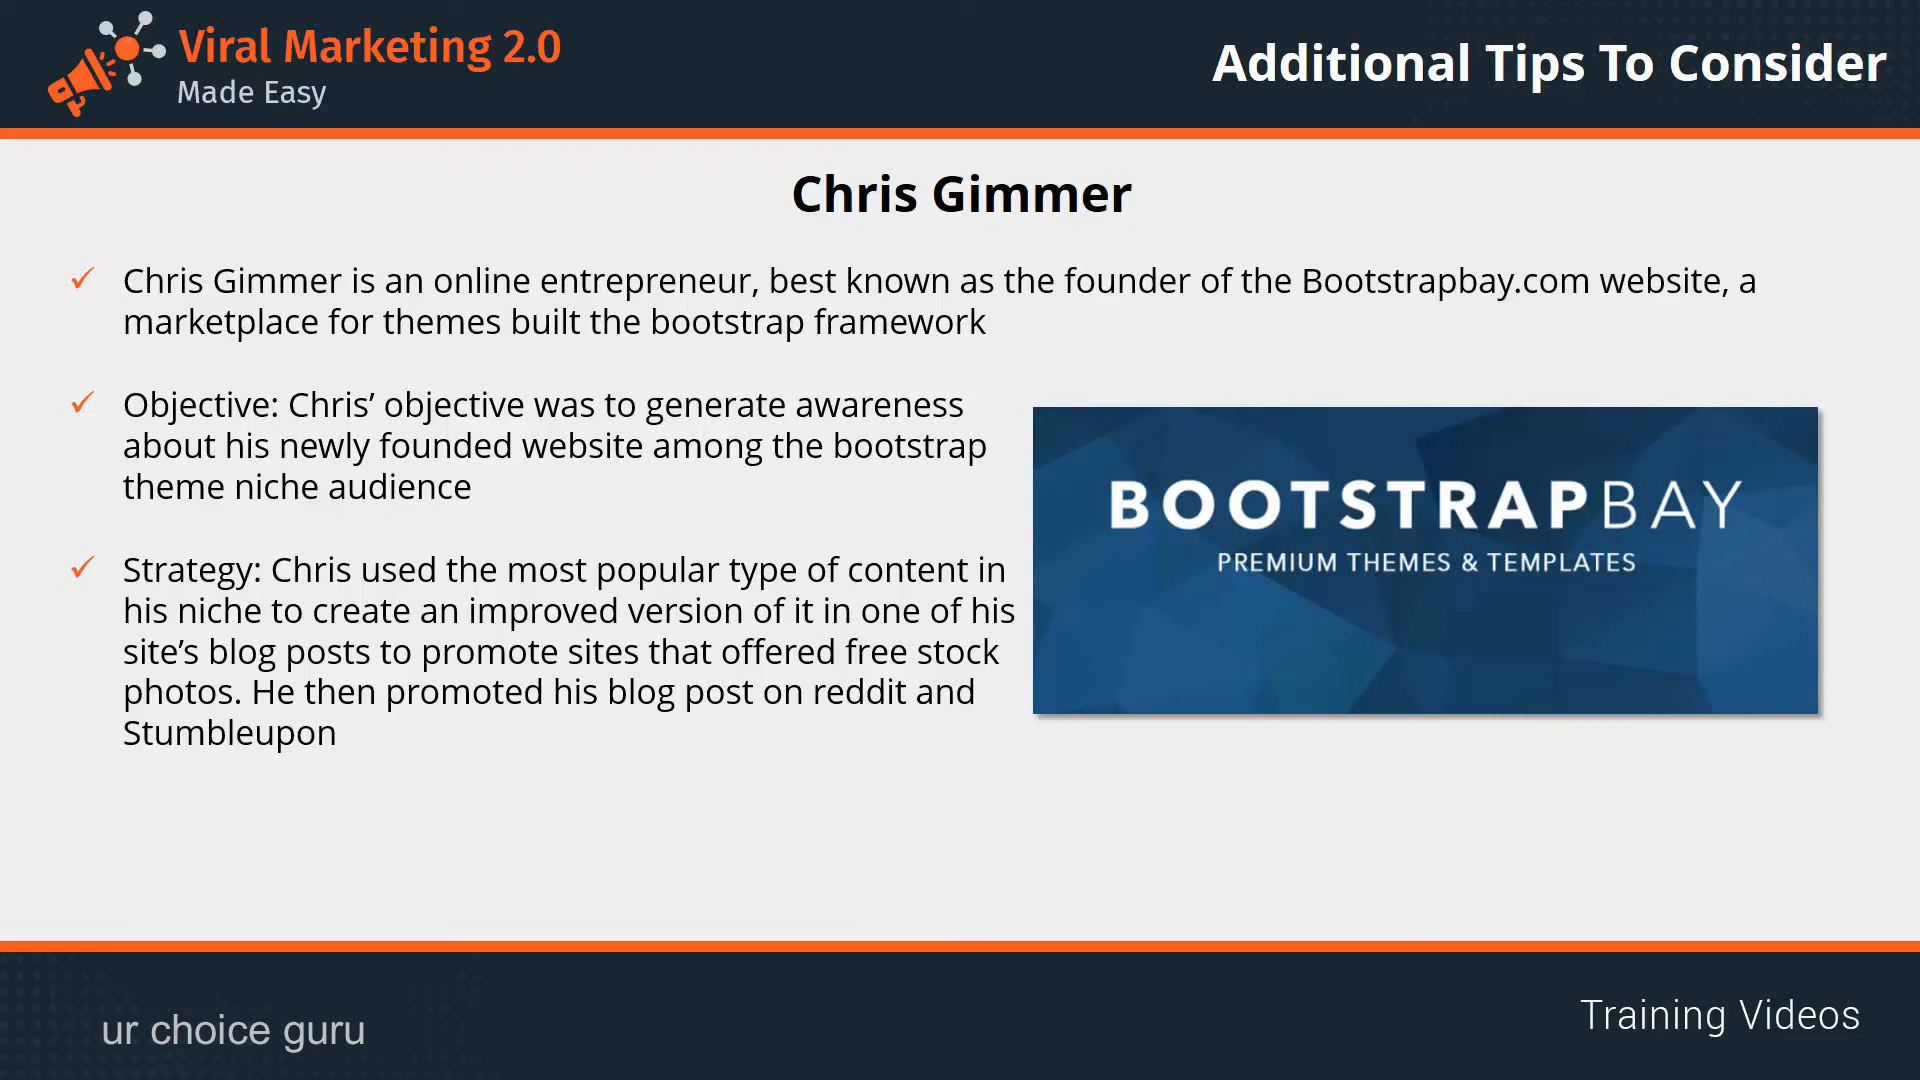 Viral Marketing 2.0
Made Easy
Additional Tips To Consider
Chris Gimmer
✓ Chris Gimmer is an online entrepreneur, best known as the founder of the Bootstrapbay.com website, a
marketplace for themes built the bootstrap framework
✓ Objective: Chris’ objective was to generate awareness
about his newly founded website among the bootstrap
theme niche audience
✓ Strategy: Chris used the most popular type of content in
his niche to create an improved version of it in one of his
site’s blog posts to promote sites that offered free stock
photos. He then promoted his blog post on reddit and
Stumbleupon
BOOTSTRAPBAY
PREMIUM THEMES & TEMPLATES
ur choice guru
Training Videos